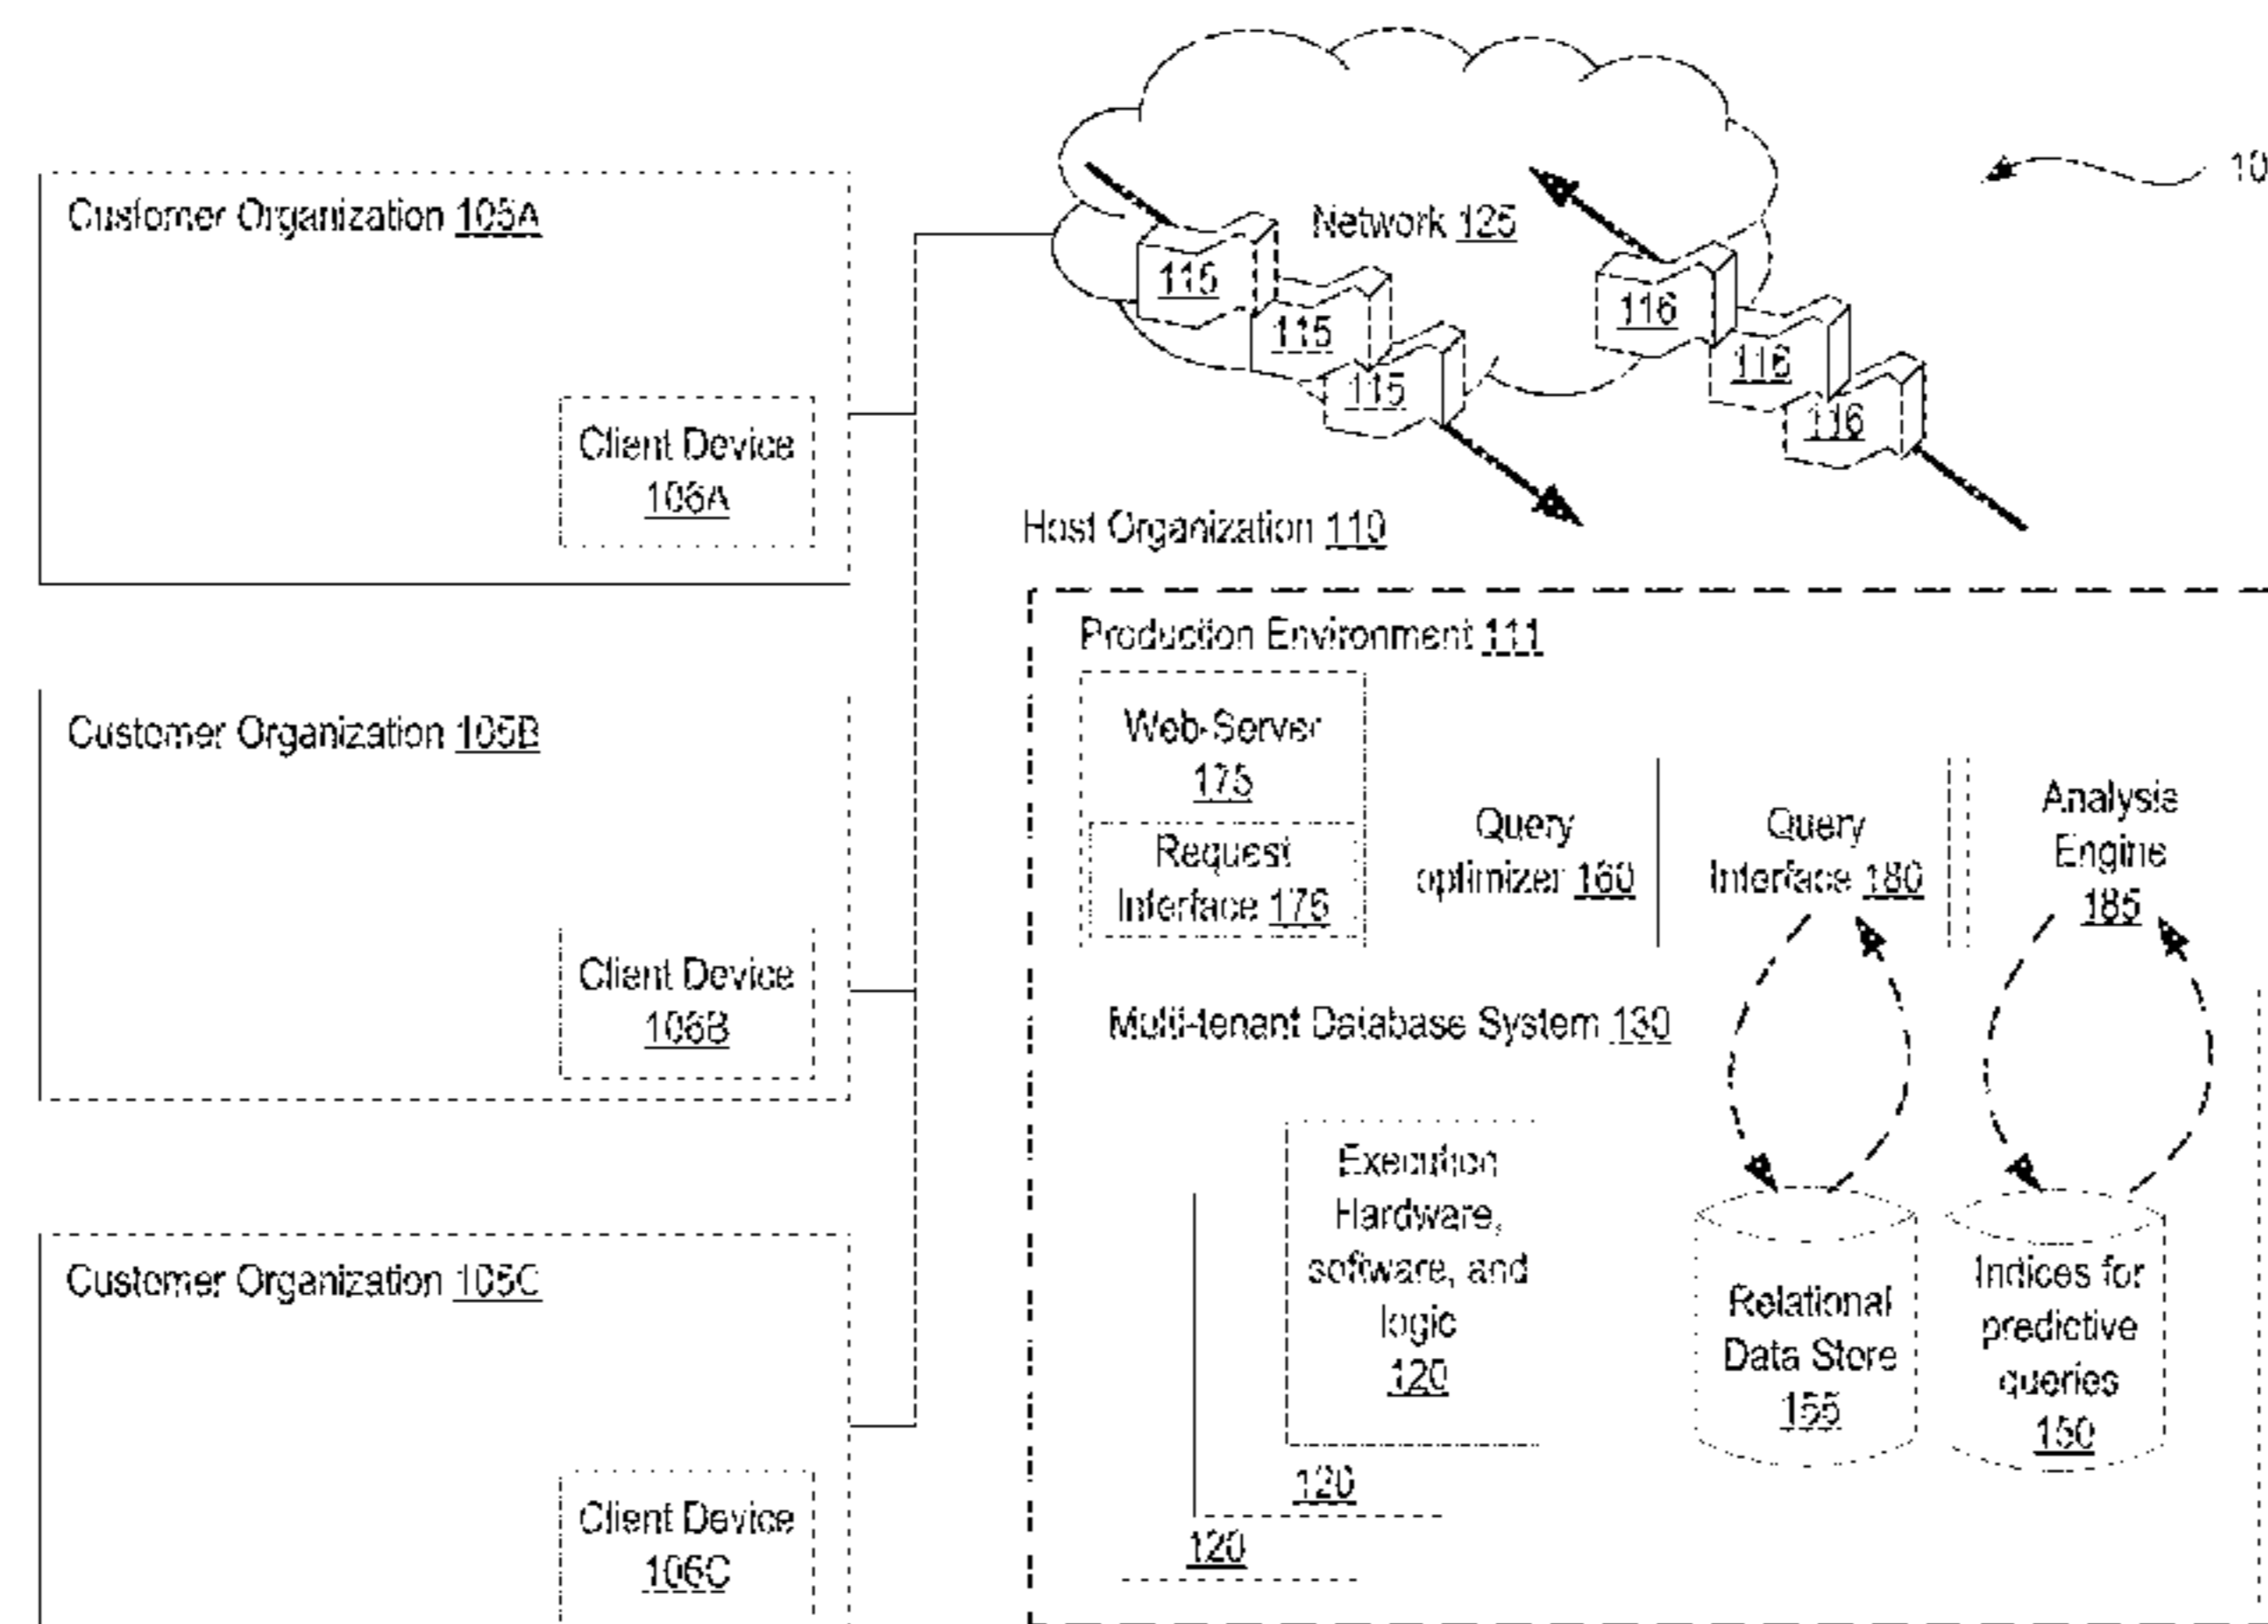 10
Customer Organization 105A
Client Device
106A
Customer Organization 105B
Client Device
106B
Customer Organization 105C
Client Device
106C
Network 125
115
115
115
116
116
116
Host Organization 110
Production Environment 111
Web-Server
175
Request
Interface 176
Query
optimizer 160
Query
Interface 180
Analysis
Engine
185
Multi-tenant Database System 130
Execution
Hardware,
software, and
logic
120
120
120
Relational
Data Store
155
Indices for
predictive
queries
150